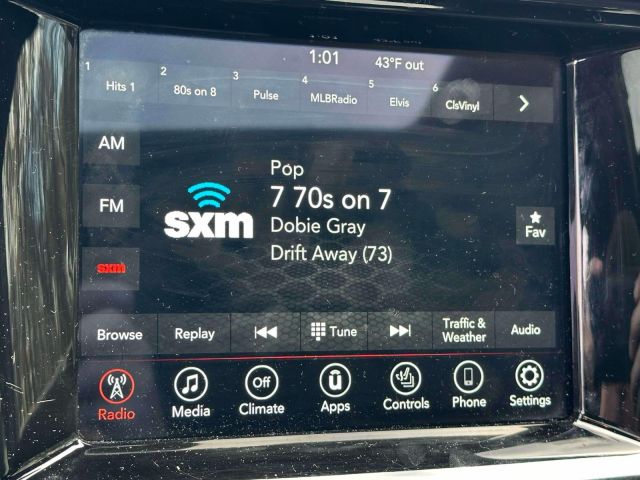 1:01 43°F out
1 Hits 1 2 80s on 8 3 Pulse 4 MLBRadio 5 Elvis 6 ClsVinyl
AM
FM
sxm
sxm
Pop
7 70s on 7
Dobie Gray
Drift Away (73)
Fav
Browse Replay Tune Traffic & Weather Audio
Off
Radio Media Climate Apps Controls Phone Settings